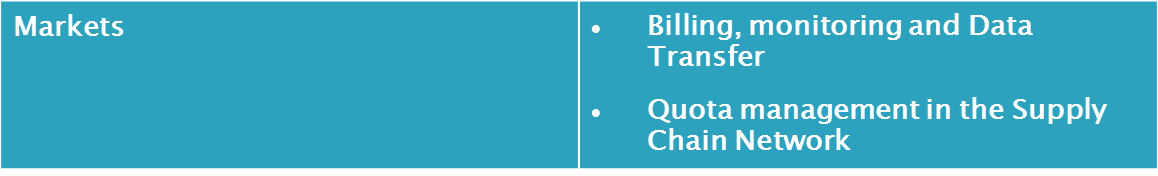 Markets
• Billing, monitoring and Data
Transfer
• Quota management in the Supply
Chain Network